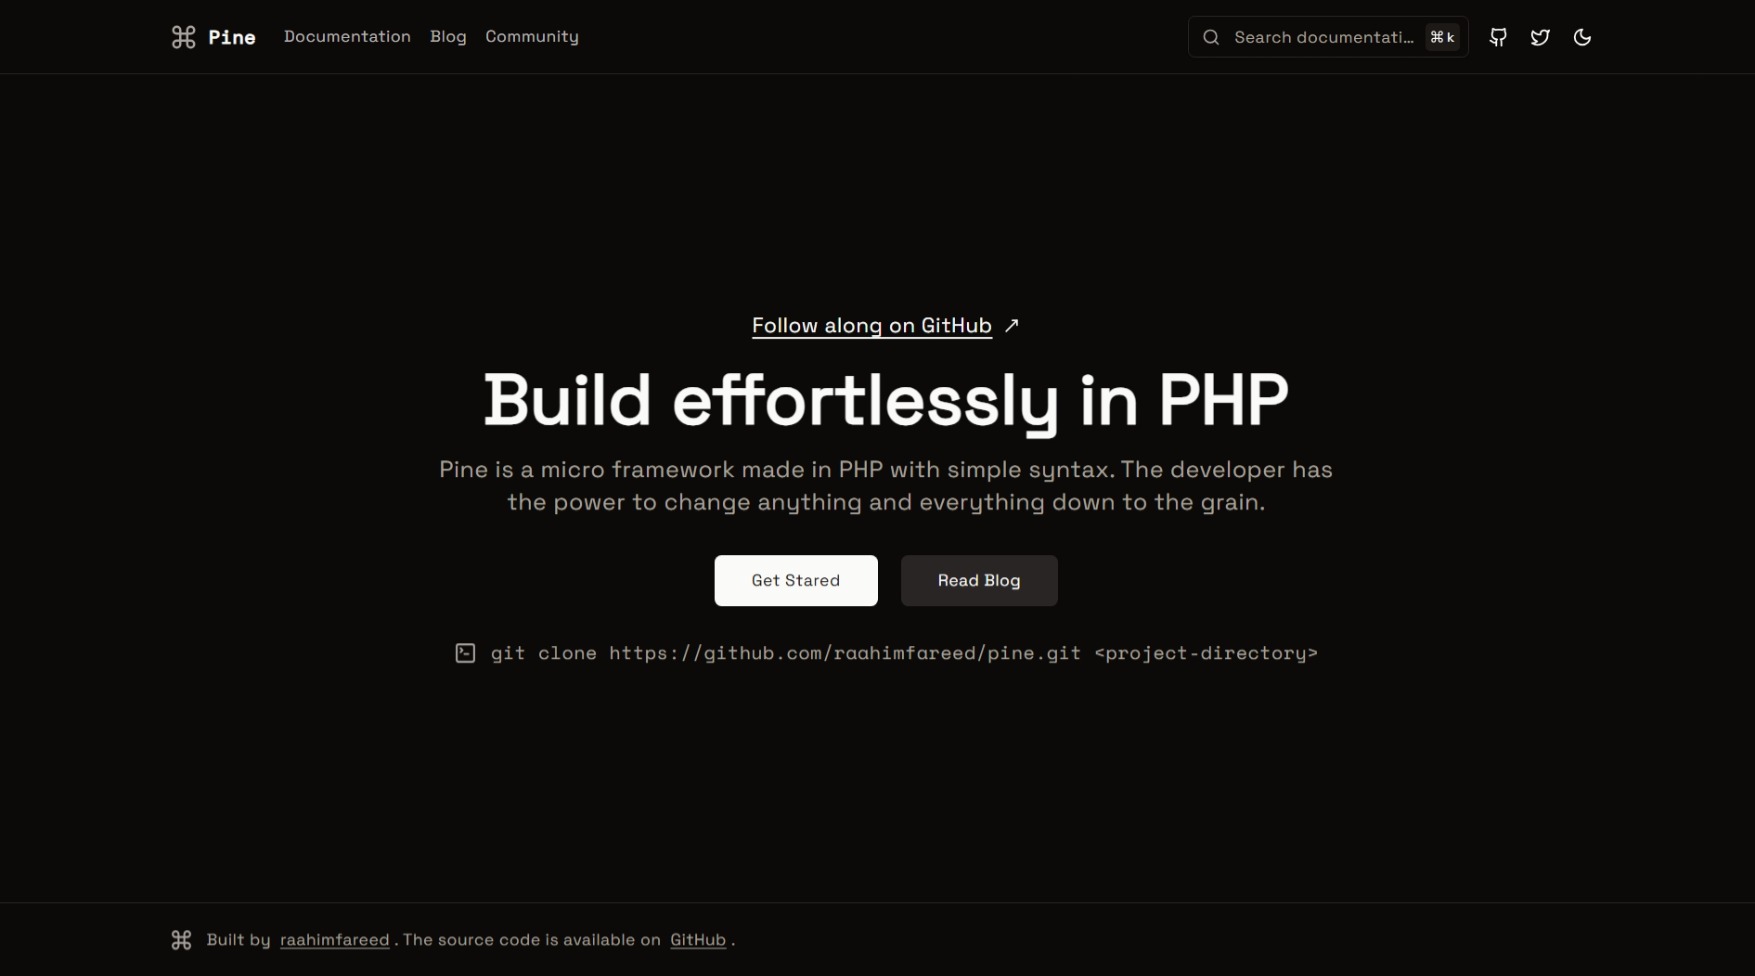 Pine Documentation Blog Community Search documentati... ⌘k
Follow along on GitHub ↗
Build effortlessly in PHP
Pine is a micro framework made in PHP with simple syntax. The developer has
the power to change anything and everything down to the grain.
Get Stared Read Blog
git clone https://github.com/raahimfareed/pine.git <project-directory>
Built by raahimfareed . The source code is available on GitHub .